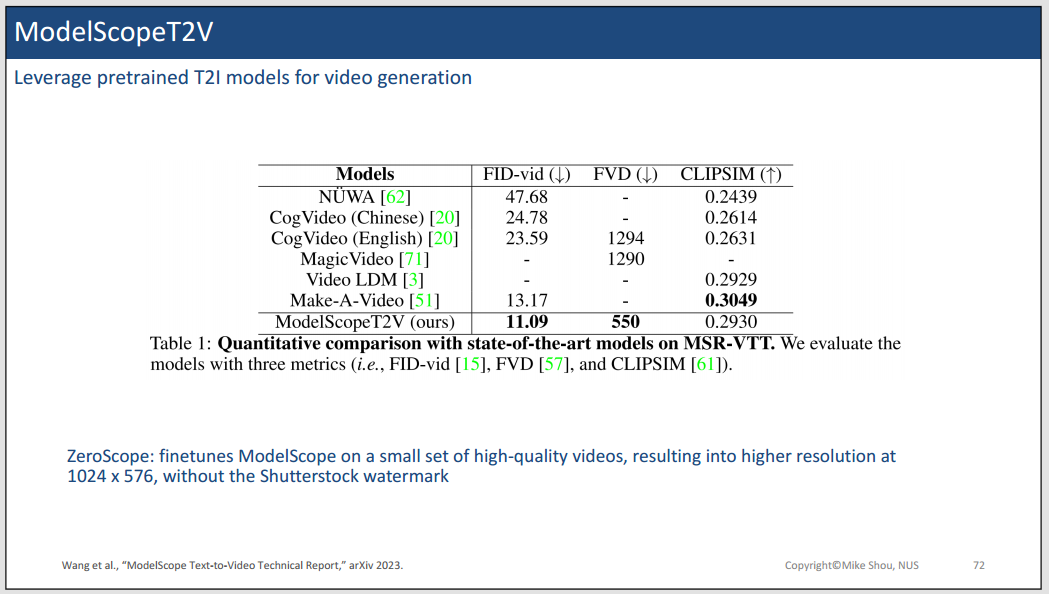 ModelScopeT2V
Leverage pretrained T2I models for video generation
Models FID-vid (↓) FVD (↓) CLIPSIM (↑)
NÜWA [62] 47.68 - 0.2439
CogVideo (Chinese) [20] 24.78 - 0.2614
CogVideo (English) [20] 23.59 1294 0.2631
MagicVideo [71] - 1290 -
Video LDM [3] - - 0.2929
Make-A-Video [51] 13.17 - 0.3049
ModelScopeT2V (ours) 11.09 550 0.2930
Table 1: Quantitative comparison with state-of-the-art models on MSR-VTT. We evaluate the
models with three metrics (i.e., FID-vid [15], FVD [57], and CLIPSIM [61]).
ZeroScope: finetunes ModelScope on a small set of high-quality videos, resulting into higher resolution at
1024 x 576, without the Shutterstock watermark
Wang et al., “ModelScope Text-to-Video Technical Report,” arXiv 2023.
Copyright©Mike Shou, NUS
72